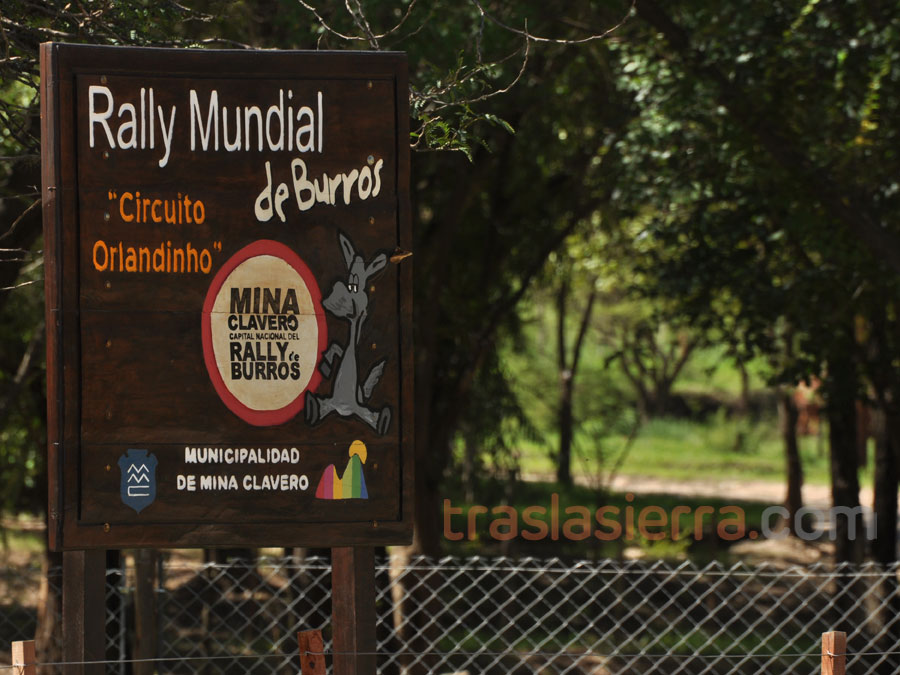 Rally Mundial
de Burros
"Circuito
Orlandinho"
MINA
CLAVERO
CAPITAL NACIONAL DEL
RALLY de
BURROS
MUNICIPALIDAD
DE MINA CLAVERO
MC
traslasierra.com